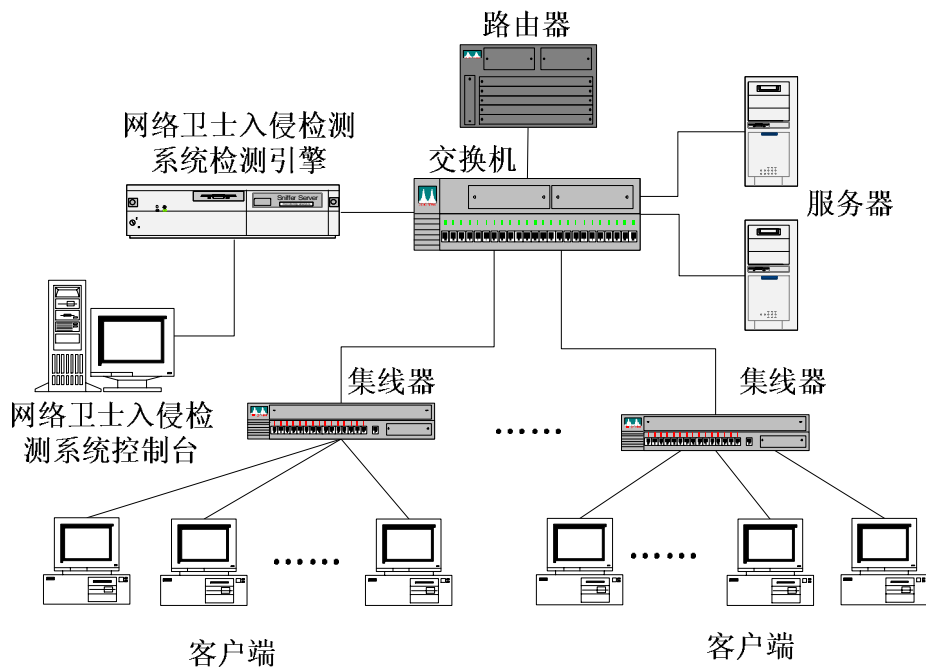 路由器
网络卫士入侵检测
系统检测引擎
交换机
Sniffer Server
服务器
集线器
集线器
网络卫士入侵检
测系统控制台
客户端
客户端